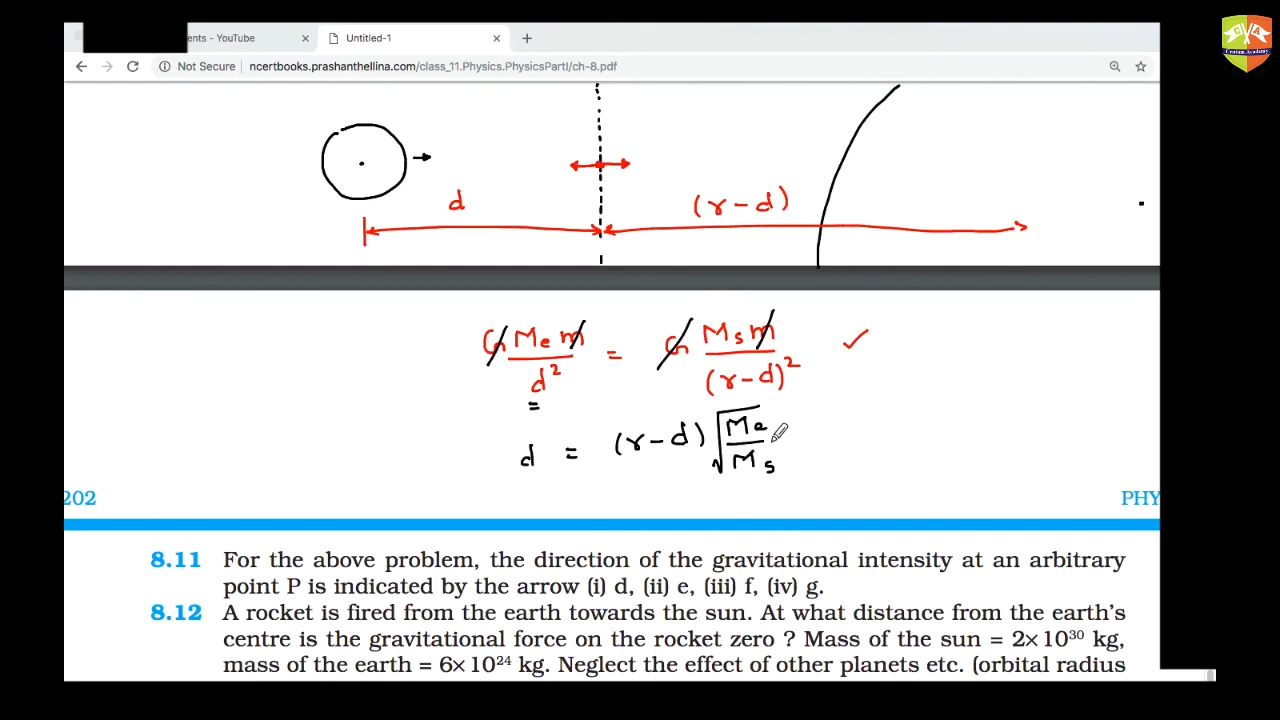 ents - YouTube × Untitled-1 × +
Not Secure ncertbooks.prashanthellina.com/class_11.Physics.PhysicsPartI/ch-8.pdf
Centum Academy
d (r-d)
G Me m / d² = G Ms m / (r-d)² ✓
=
d = (r-d) √(Me / Ms)
202 PHY
8.11 For the above problem, the direction of the gravitational intensity at an arbitrary
point P is indicated by the arrow (i) d, (ii) e, (iii) f, (iv) g.
8.12 A rocket is fired from the earth towards the sun. At what distance from the earth's
centre is the gravitational force on the rocket zero ? Mass of the sun = 2×10³⁰ kg,
mass of the earth = 6×10²⁴ kg. Neglect the effect of other planets etc. (orbital radius